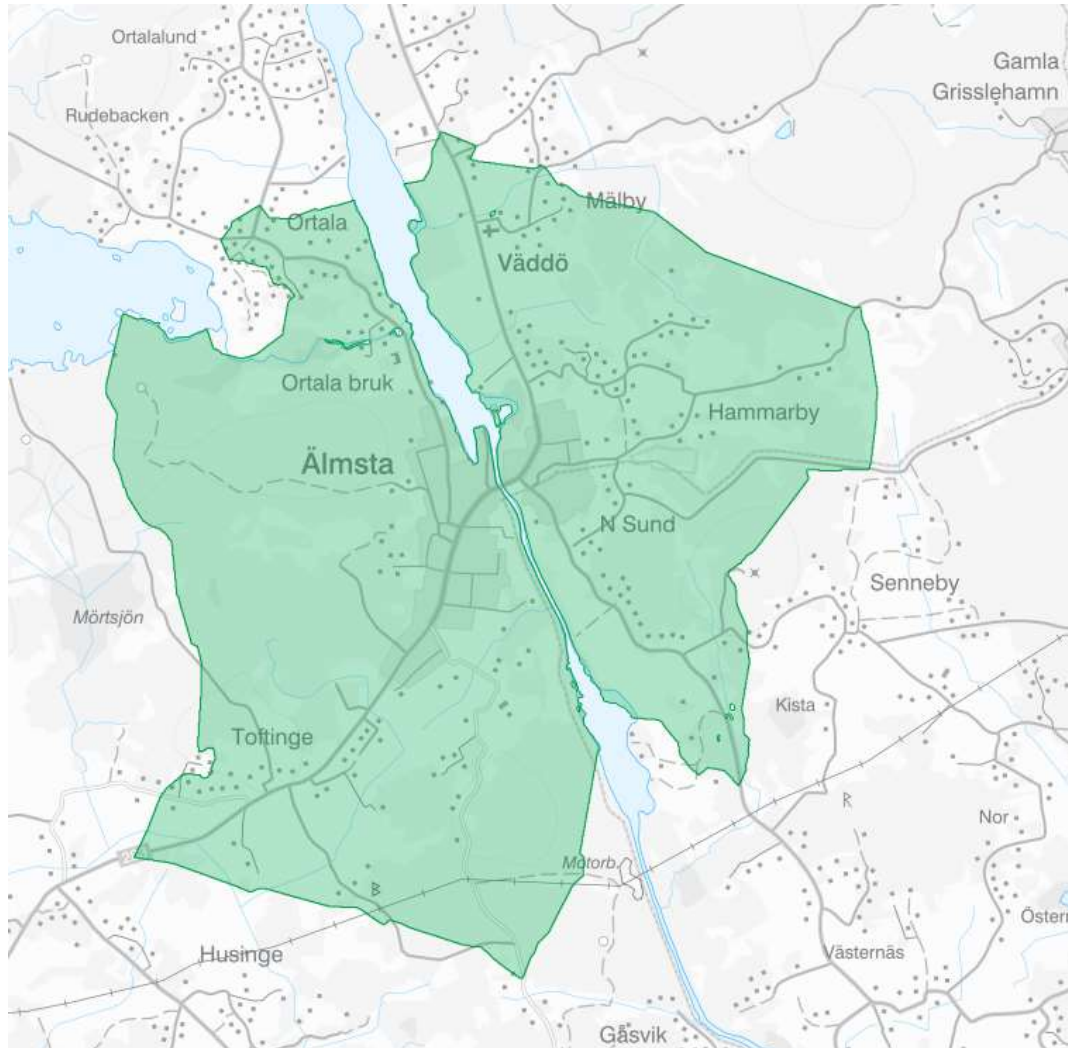 Ortalalund
Gamla
Grisslehamn
Rudebacken
Mälby
Ortala
Väddö
Ortala bruk
Hammarby
Älmsta
N Sund
Senneby
Mörtsjön
Kista
Toftinge
R
Nor
Motorb.
B
Östern
Husinge
Västernäs
Gåsvik